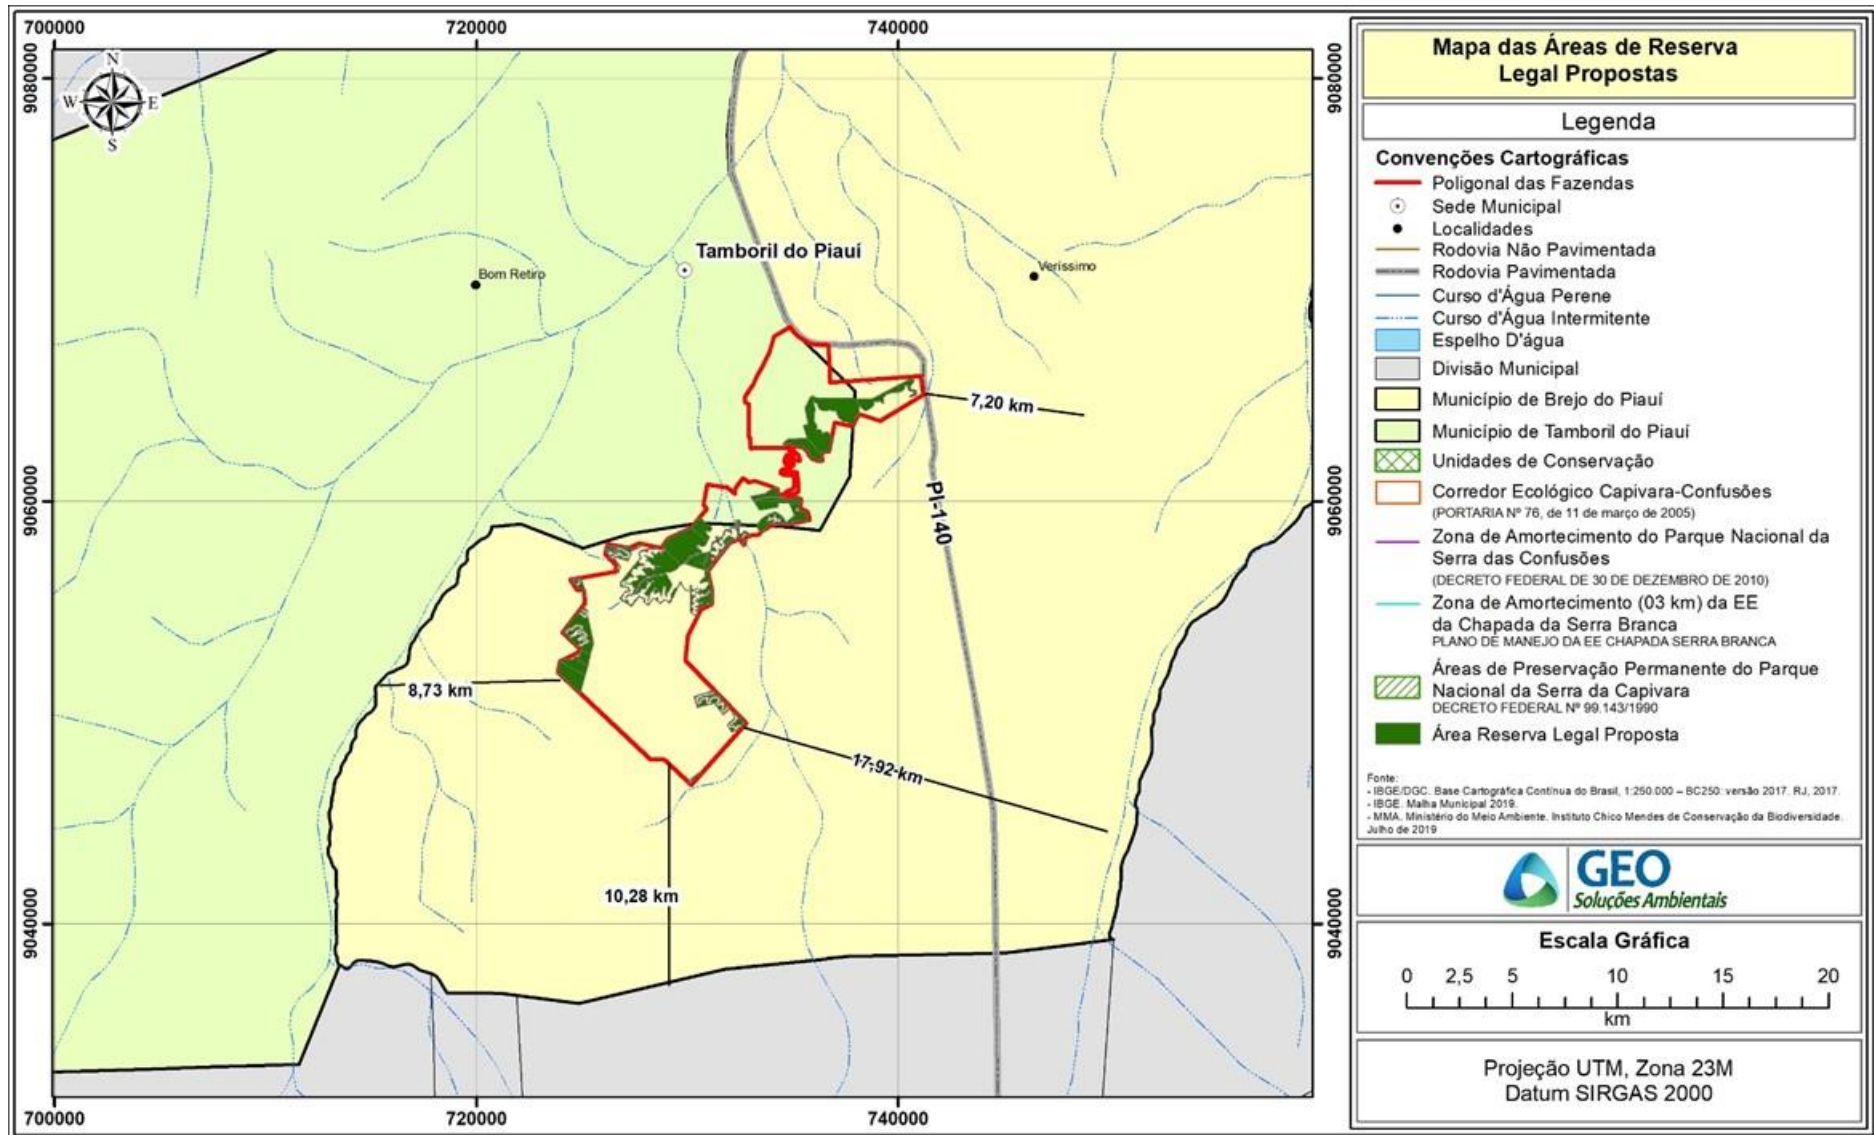 700000
720000
740000
N
W
E
S
9080000
9080000
Tamboril do Piauí
Bom Retiro
Veríssimo
7,20 km
9060000
9060000
PI-140
8,73 km
17,92 km
10,28 km
9040000
9040000
700000
720000
740000
Mapa das Áreas de Reserva
Legal Propostas
Legenda
Convenções Cartográficas
Poligonal das Fazendas
Sede Municipal
Localidades
Rodovia Não Pavimentada
Rodovia Pavimentada
Curso d'Água Perene
Curso d'Água Intermitente
Espelho D'água
Divisão Municipal
Município de Brejo do Piauí
Município de Tamboril do Piauí
Unidades de Conservação
Corredor Ecológico Capivara-Confusões
(PORTARIA Nº 76, de 11 de março de 2005)
Zona de Amortecimento do Parque Nacional da
Serra das Confusões
(DECRETO FEDERAL DE 30 DE DEZEMBRO DE 2010)
Zona de Amortecimento (03 km) da EE
da Chapada da Serra Branca
PLANO DE MANEJO DA EE CHAPADA SERRA BRANCA
Áreas de Preservação Permanente do Parque
Nacional da Serra da Capivara
DECRETO FEDERAL Nº 99.143/1990
Área Reserva Legal Proposta
Fonte:
- IBGE/DGC. Base Cartográfica Contínua do Brasil, 1:250.000 – BC250: versão 2017. RJ, 2017.
- IBGE. Malha Municipal 2019.
- MMA. Ministério do Meio Ambiente. Instituto Chico Mendes de Conservação da Biodiversidade.
Julho de 2019
GEO
Soluções Ambientais
Escala Gráfica
0 2,5 5 10 15 20
km
Projeção UTM, Zona 23M
Datum SIRGAS 2000